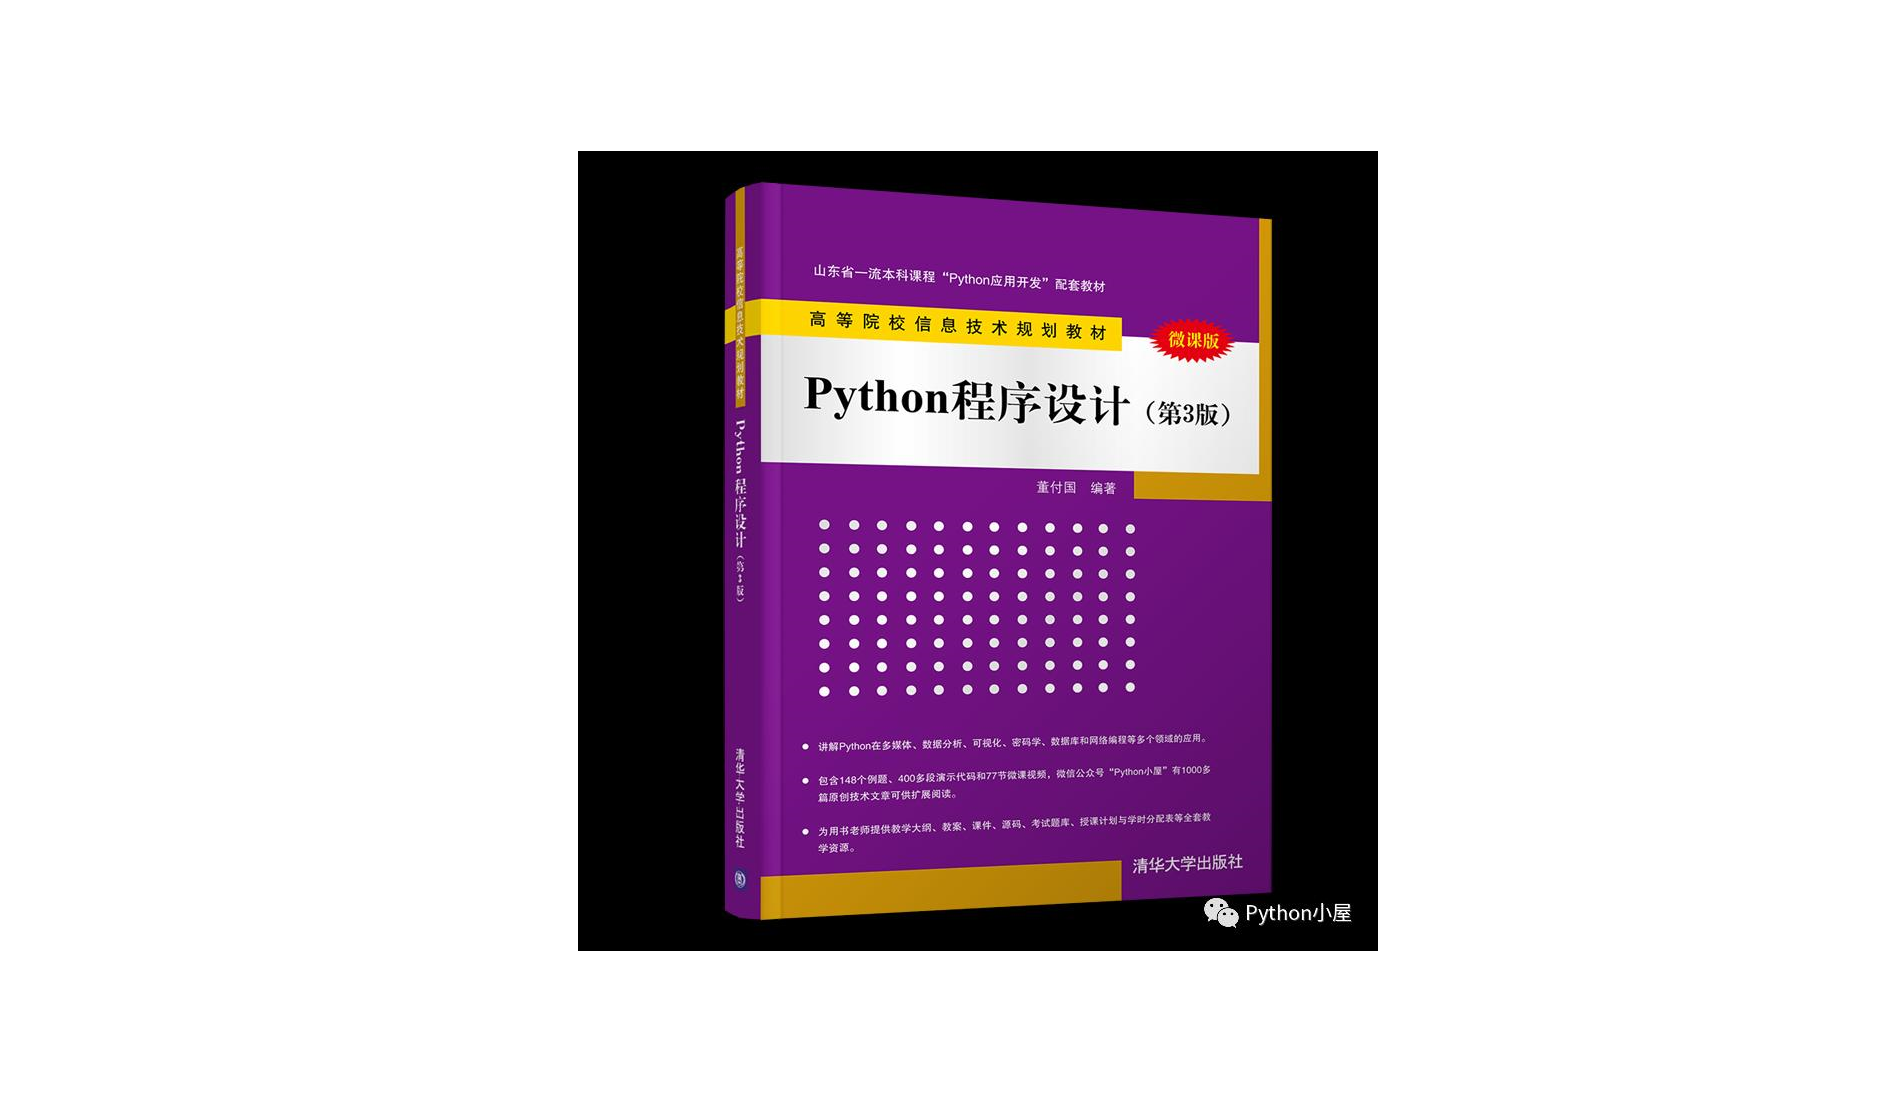 山东省一流本科课程“Python应用开发”配套教材
高等院校信息技术规划教材
微课版
Python程序设计（第3版）
董付国 编著
讲解Python在多媒体、数据分析、可视化、密码学、数据库和网络编程等多个领域的应用。
包含148个例题、400多段演示代码和77节微课视频，微信公众号“Python小屋”有1000多
篇原创技术文章可供扩展阅读。
为用书老师提供教学大纲、教案、课件、源码、考试题库、授课计划与学时分配表等全套教
学资源。
清华大学出版社
高等院校信息技术规划教材
Python程序设计（第3版）
清华大学出版社
Python小屋